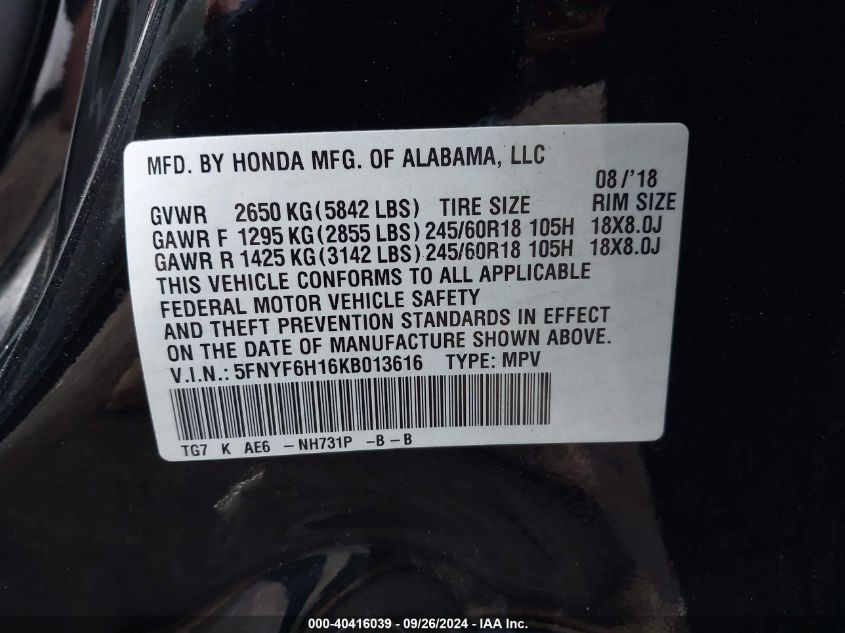 MFD. BY HONDA MFG. OF ALABAMA, LLC
08/'18
GVWR 2650 KG(5842 LBS) TIRE SIZE RIM SIZE
GAWR F 1295 KG(2855 LBS) 245/60R18 105H 18X8.0J
GAWR R 1425 KG(3142 LBS) 245/60R18 105H 18X8.0J
THIS VEHICLE CONFORMS TO ALL APPLICABLE
FEDERAL MOTOR VEHICLE SAFETY
AND THEFT PREVENTION STANDARDS IN EFFECT
ON THE DATE OF MANUFACTURE SHOWN ABOVE.
V.I.N.: 5FNYF6H16KB013616 TYPE: MPV
TG7 K AE6 -NH731P -B-B
000-40416039 - 09/26/2024 - IAA Inc.